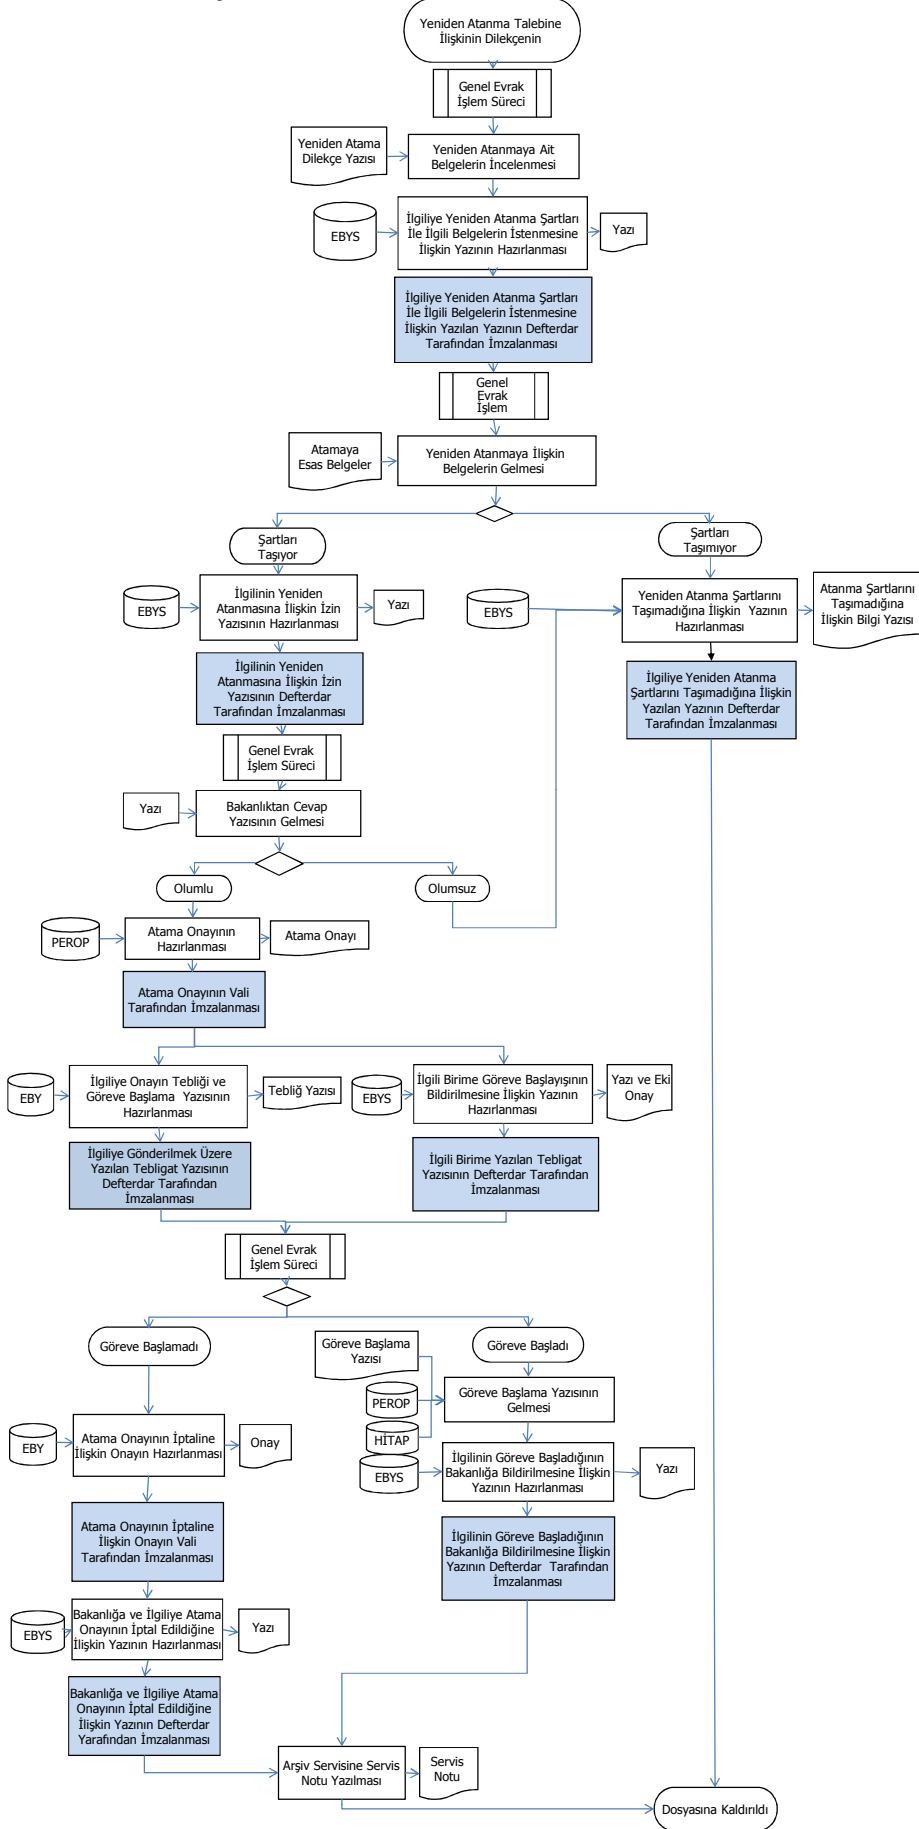 Yeniden Atanma Talebine
İlişkinin Dilekçenin
Genel Evrak
İşlem Süreci
Yeniden Atama
Dilekçe Yazısı
Yeniden Atanmaya Ait
Belgelerin İncelenmesi
EBYS
İlgiliye Yeniden Atanma Şartları
İle İlgili Belgelerin İstenmesine
İlişkin Yazının Hazırlanması
Yazı
İlgiliye Yeniden Atanma Şartları
İle İlgili Belgelerin İstenmesine
İlişkin Yazılan Yazının Defterdar
Tarafından İmzalanması
Genel
Evrak
İşlem
Atamaya
Esas Belgeler
Yeniden Atanmaya İlişkin
Belgelerin Gelmesi
Şartları
Taşıyor
Şartları
Taşımıyor
EBYS
İlgilinin Yeniden
Atanmasına İlişkin İzin
Yazısının Hazırlanması
Yazı
EBYS
Yeniden Atanma Şartlarını
Taşımadığına İlişkin  Yazının
Hazırlanması
Atanma Şartlarını
Taşımadığına
İlişkin Bilgi Yazısı
İlgilinin Yeniden
Atanmasına İlişkin İzin
Yazısının Defterdar
Tarafından İmzalanması
İlgiliye Yeniden Atanma
Şartlarını Taşımadığına İlişkin
Yazılan Yazının Defterdar
Tarafından İmzalanması
Genel Evrak
İşlem Süreci
Yazı
Bakanlıktan Cevap
Yazısının Gelmesi
Olumlu
Olumsuz
PEROP
Atama Onayının
Hazırlanması
Atama Onayı
Atama Onayının Vali
Tarafından İmzalanması
EBY
İlgiliye Onayın Tebliği ve
Göreve Başlama  Yazısının
Hazırlanması
Tebliğ Yazısı
EBYS
İlgili Birime Göreve Başlayışının
Bildirilmesine İlişkin Yazının
Hazırlanması
Yazı ve Eki
Onay
İlgiliye Gönderilmek Üzere
Yazılan Tebligat Yazısının
Defterdar Tarafından
İmzalanması
İlgili Birime Yazılan Tebligat
Yazısının Defterdar Tarafından
İmzalanması
Genel Evrak
İşlem Süreci
Göreve Başlamadı
Göreve Başladı
Göreve Başlama
Yazısı
PEROP
HİTAP
Göreve Başlama Yazısının
Gelmesi
EBY
Atama Onayının İptaline
İlişkin Onayın Hazırlanması
Onay
EBYS
İlgilinin Göreve Başladığının
Bakanlığa Bildirilmesine İlişkin
Yazının Hazırlanması
Yazı
Atama Onayının İptaline
İlişkin Onayın Vali
Tarafından İmzalanması
İlgilinin Göreve Başladığının
Bakanlığa Bildirilmesine İlişkin
Yazının Defterdar  Tarafından
İmzalanması
EBYS
Bakanlığa ve İlgiliye Atama
Onayının İptal Edildiğine
İlişkin Yazının Hazırlanması
Yazı
Bakanlığa ve İlgiliye Atama
Onayının İptal Edildiğine
İlişkin Yazının Defterdar
Yarafından İmzalanması
Arşiv Servisine Servis
Notu Yazılması
Servis
Notu
Dosyasına Kaldırıldı